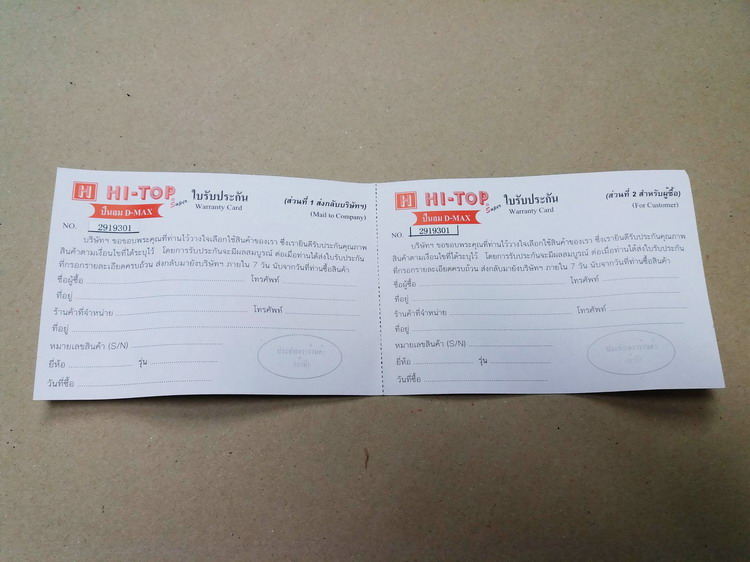 H HI-TOP Super ใบรับประกัน
Warranty Card
ปั๊มลม D-MAX
(ส่วนที่ 1 ส่งกลับบริษัทฯ)
(Mail to Company)
NO. 2919301
บริษัทฯ ขอขอบพระคุณที่ท่านไว้วางใจเลือกใช้สินค้าของเรา ซึ่งเรายินดีรับประกันคุณภาพ
สินค้าตามเงื่อนไขที่ได้ระบุไว้ โดยการรับประกันจะมีผลสมบูรณ์ ต่อเมื่อท่านได้ส่งใบรับประกัน
ที่กรอกรายละเอียดครบถ้วน ส่งกลับมายังบริษัทฯ ภายใน 7 วัน นับจากวันที่ท่านซื้อสินค้า
ชื่อผู้ซื้อ โทรศัพท์
ที่อยู่
ร้านค้าที่จำหน่าย โทรศัพท์
ที่อยู่
หมายเลขสินค้า (S/N)
ยี่ห้อ รุ่น
วันที่ซื้อ
ประทับตราร้านค้า
H HI-TOP Super ใบรับประกัน
Warranty Card
ปั๊มลม D-MAX
(ส่วนที่ 2 สำหรับผู้ซื้อ)
(For Customer)
NO. 2919301
บริษัทฯ ขอขอบพระคุณที่ท่านไว้วางใจเลือกใช้สินค้าของเรา ซึ่งเรายินดีรับประกันคุณภาพ
สินค้าตามเงื่อนไขที่ได้ระบุไว้ โดยการรับประกันจะมีผลสมบูรณ์ ต่อเมื่อท่านได้ส่งใบรับประกัน
ที่กรอกรายละเอียดครบถ้วน ส่งกลับมายังบริษัทฯ ภายใน 7 วัน นับจากวันที่ท่านซื้อสินค้า
ชื่อผู้ซื้อ โทรศัพท์
ที่อยู่
ร้านค้าที่จำหน่าย โทรศัพท์
ที่อยู่
หมายเลขสินค้า (S/N)
ยี่ห้อ รุ่น
วันที่ซื้อ
ประทับตราร้านค้า